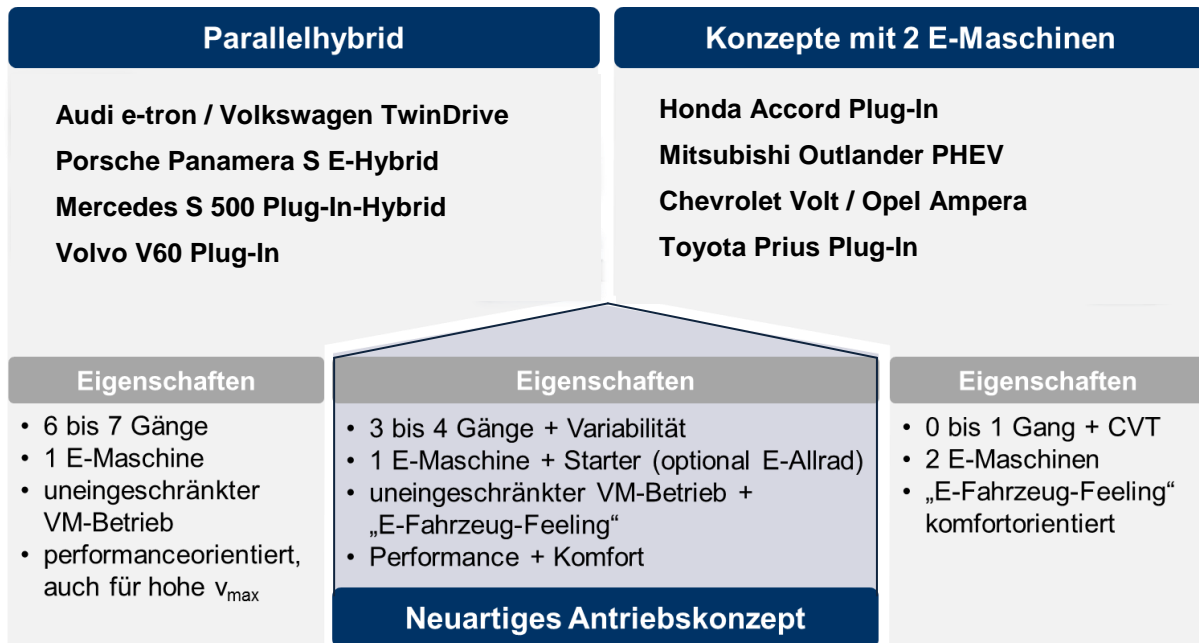 Parallelhybrid
Audi e-tron / Volkswagen TwinDrive
Porsche Panamera S E-Hybrid
Mercedes S 500 Plug-In-Hybrid
Volvo V60 Plug-In
Konzepte mit 2 E-Maschinen
Honda Accord Plug-In
Mitsubishi Outlander PHEV
Chevrolet Volt / Opel Ampera
Toyota Prius Plug-In
Eigenschaften
• 6 bis 7 Gänge
• 1 E-Maschine
• uneingeschränkter
VM-Betrieb
• performanceorientiert,
auch für hohe vmax
Eigenschaften
• 3 bis 4 Gänge + Variabilität
• 1 E-Maschine + Starter (optional E-Allrad)
• uneingeschränkter VM-Betrieb +
„E-Fahrzeug-Feeling“
• Performance + Komfort
Neuartiges Antriebskonzept
Eigenschaften
• 0 bis 1 Gang + CVT
• 2 E-Maschinen
• „E-Fahrzeug-Feeling“
komfortorientiert